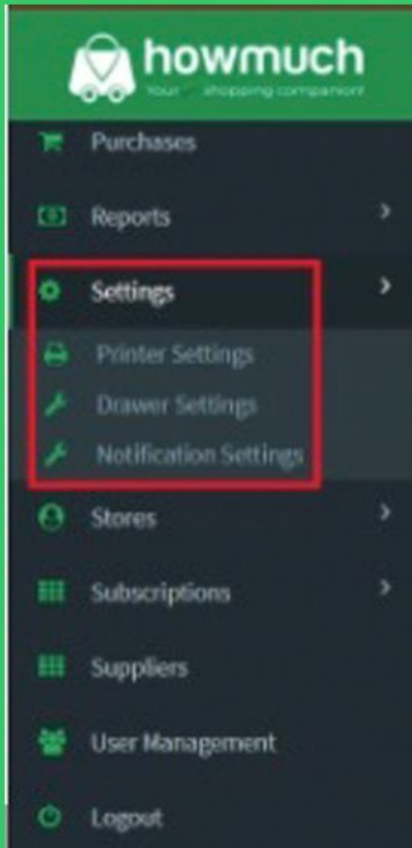 howmuch
Your shopping companion!
Purchases
Reports
Settings
Printer Settings
Drawer Settings
Notification Settings
Stores
Subscriptions
Suppliers
User Management
Logout